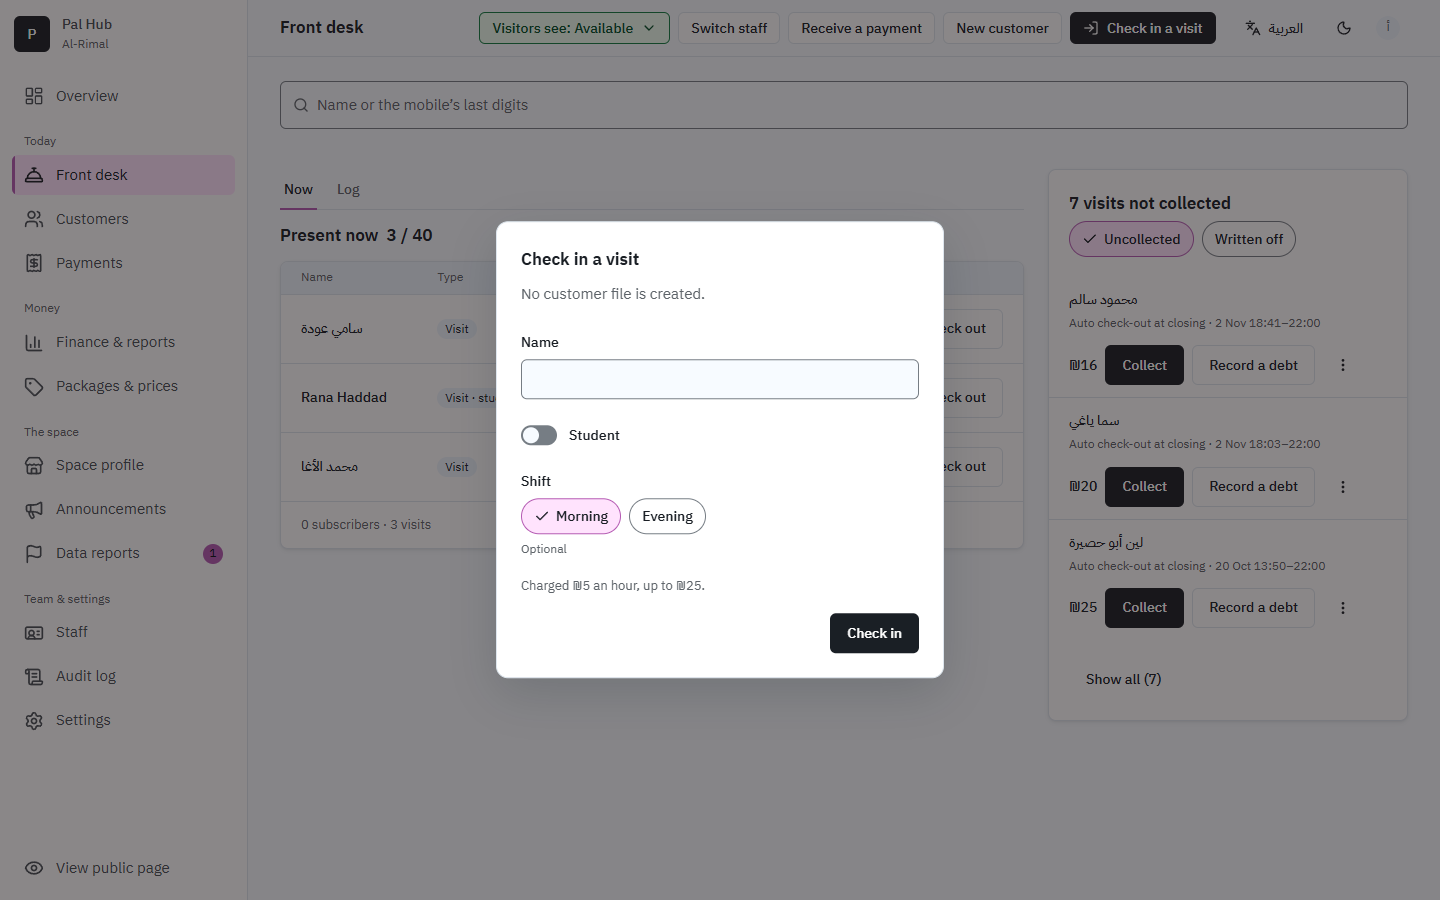 P
Pal Hub
Al-Rimal
Overview
Today
Front desk
Customers
Payments
Money
Finance & reports
Packages & prices
The space
Space profile
Announcements
Data reports 1
Team & settings
Staff
Audit log
Settings
View public page
Front desk
Visitors see: Available
Switch staff
Receive a payment
New customer
Check in a visit
العربية
أ
Name or the mobile’s last digits
Now Log
Present now 3 / 40
Name Type
سامي عودة Visit eck out
Rana Haddad Visit · stu eck out
محمد الأغا Visit eck out
0 subscribers · 3 visits
Check in a visit
No customer file is created.
Name
Student
Shift
Morning Evening
Optional
Charged ₪5 an hour, up to ₪25.
Check in
7 visits not collected
Uncollected Written off
محمود سالم
Auto check-out at closing · 2 Nov 18:41–22:00
₪16 Collect Record a debt
سما ياغي
Auto check-out at closing · 2 Nov 18:03–22:00
₪20 Collect Record a debt
لين أبو حصيرة
Auto check-out at closing · 20 Oct 13:50–22:00
₪25 Collect Record a debt
Show all (7)